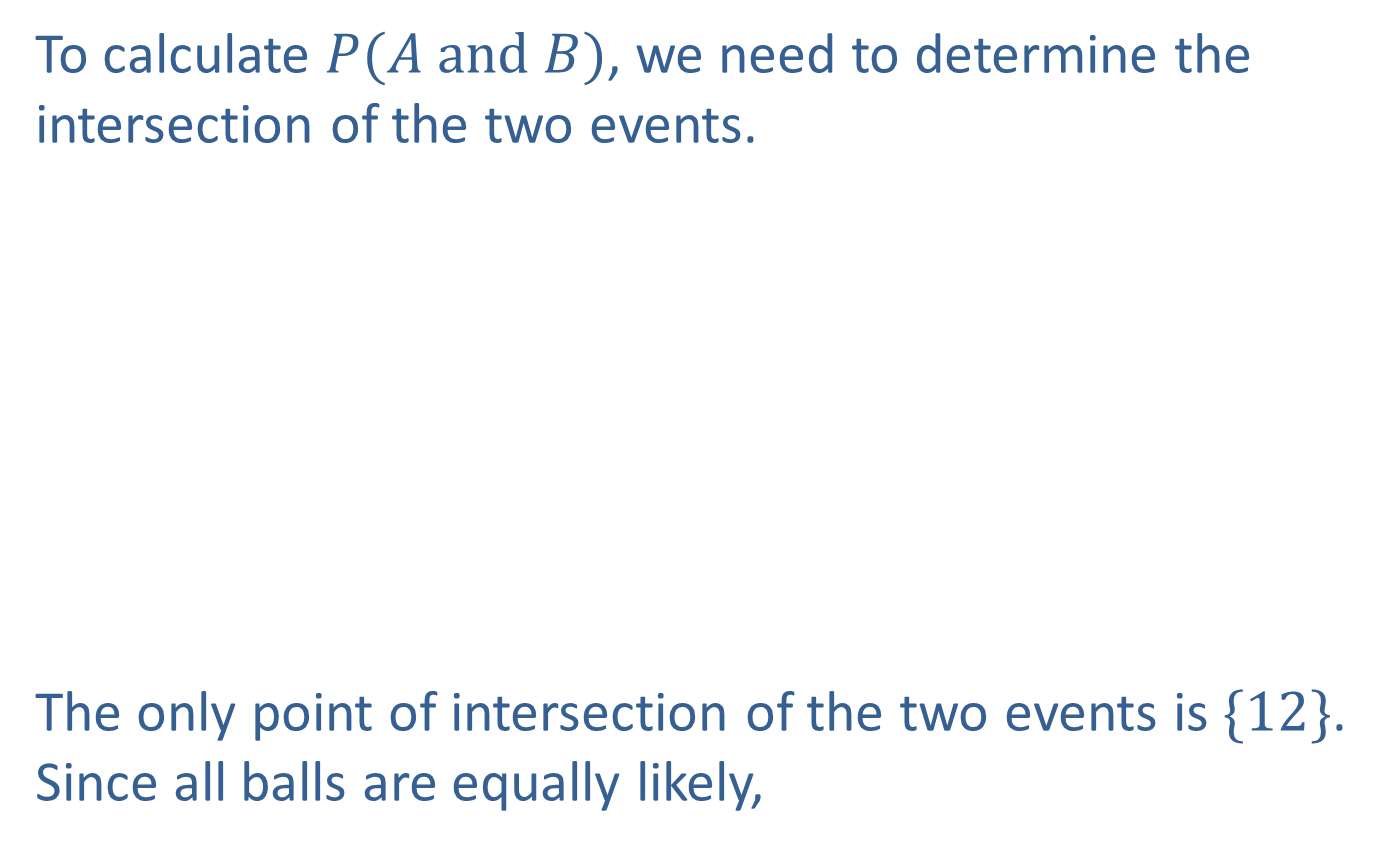 To calculate P(A and B), we need to determine the
intersection of the two events.
The only point of intersection of the two events is {12}.
Since all balls are equally likely,